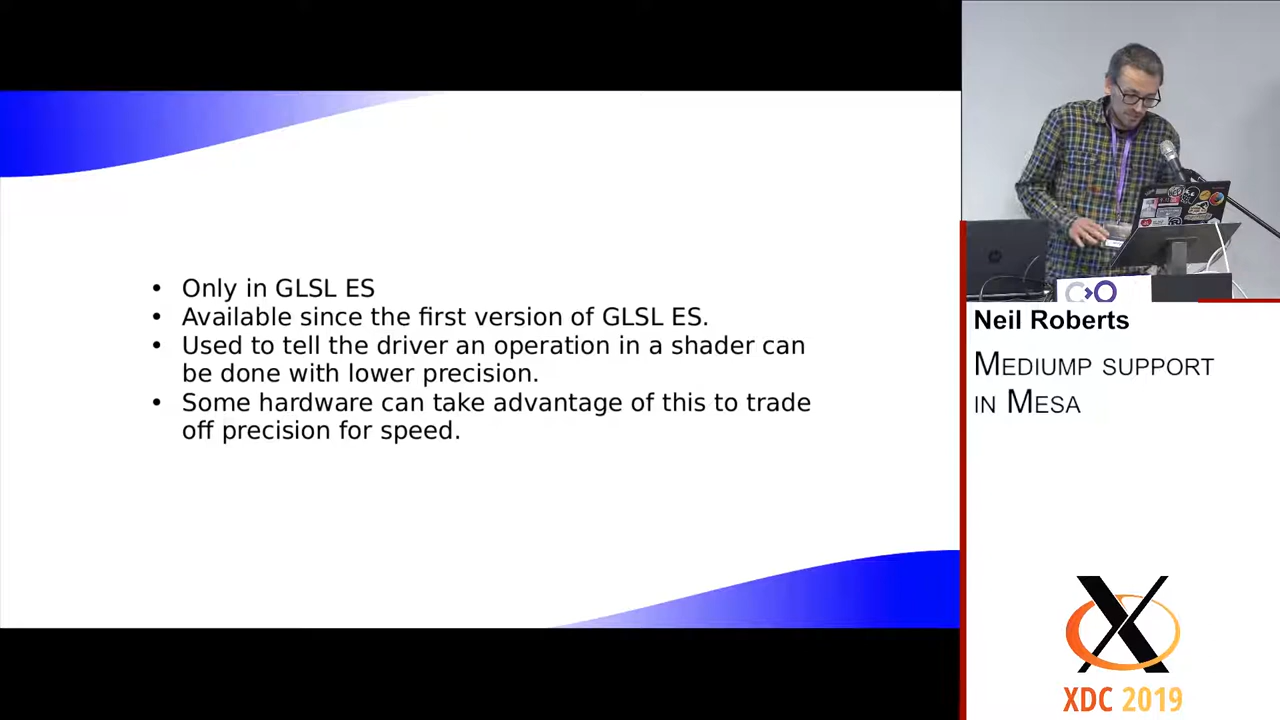 • Only in GLSL ES
• Available since the first version of GLSL ES.
• Used to tell the driver an operation in a shader can
be done with lower precision.
• Some hardware can take advantage of this to trade
off precision for speed.
Neil Roberts
MEDIUMP SUPPORT
IN MESA
XDC 2019